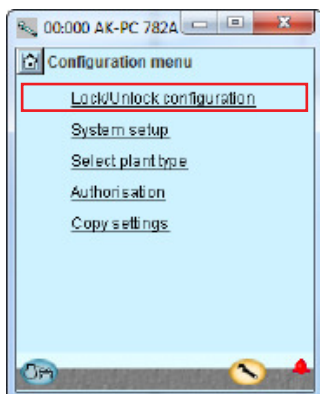 00:000 AK-PC 782A
Configuration menu
Lock/Unlock configuration
System setup
Select plant type
Authorisation
Copy settings